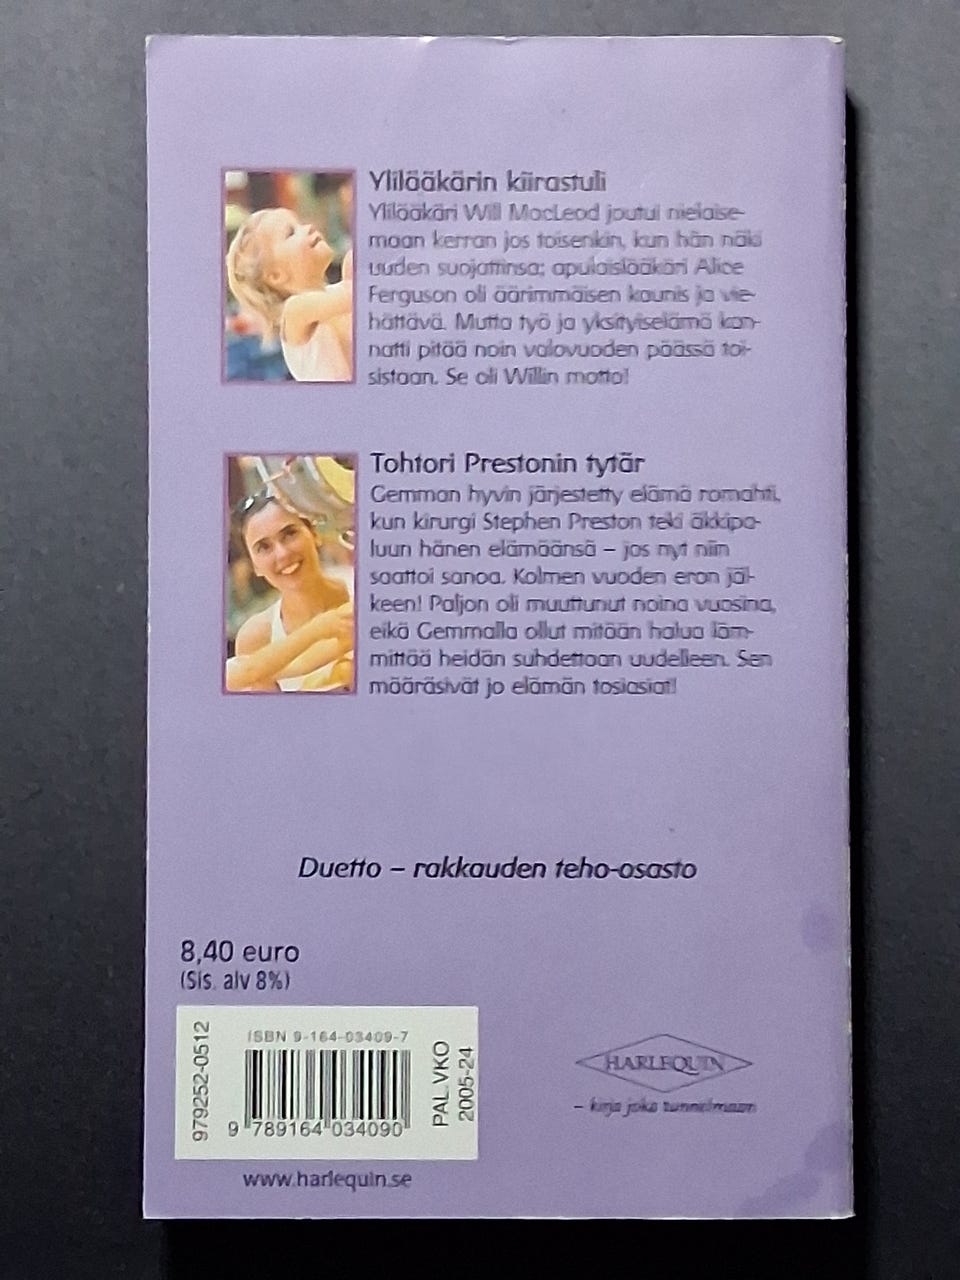 Ylilääkärin kiirastuli
Ylilääkäri Will MacLeod joutui nielaise-
maan kerran jos toisenkin, kun hän näki
uuden suojattinsa; apulaislääkäri Alice
Ferguson oli äärimmäisen kaunis ja vie-
hättävä. Mutta työ ja yksityiselämä kan-
natti pitää noin valovuoden päässä toi-
sistaan. Se oli Willin motto!
Tohtori Prestonin tytär
Gemman hyvin järjestetty elämä romahti,
kun kirurgi Stephen Preston teki äkkipa-
luun hänen elämäänsä – jos nyt niin
saattoi sanoa. Kolmen vuoden eron jäl-
keen! Paljon oli muuttunut noina vuosina,
eikä Gemmalla ollut mitään halua läm-
mittää heidän suhdettaan uudelleen. Sen
määräsivät jo elämän tosiasiat!
Duetto – rakkauden teho-osasto
8,40 euro
(Sis. alv 8%)
979252-0512
ISBN 9-164-03409-7
9 789164 034090
PAL.VKO
2005-24
HARLEQUIN
– kirja joka tunnelmaan
www.harlequin.se